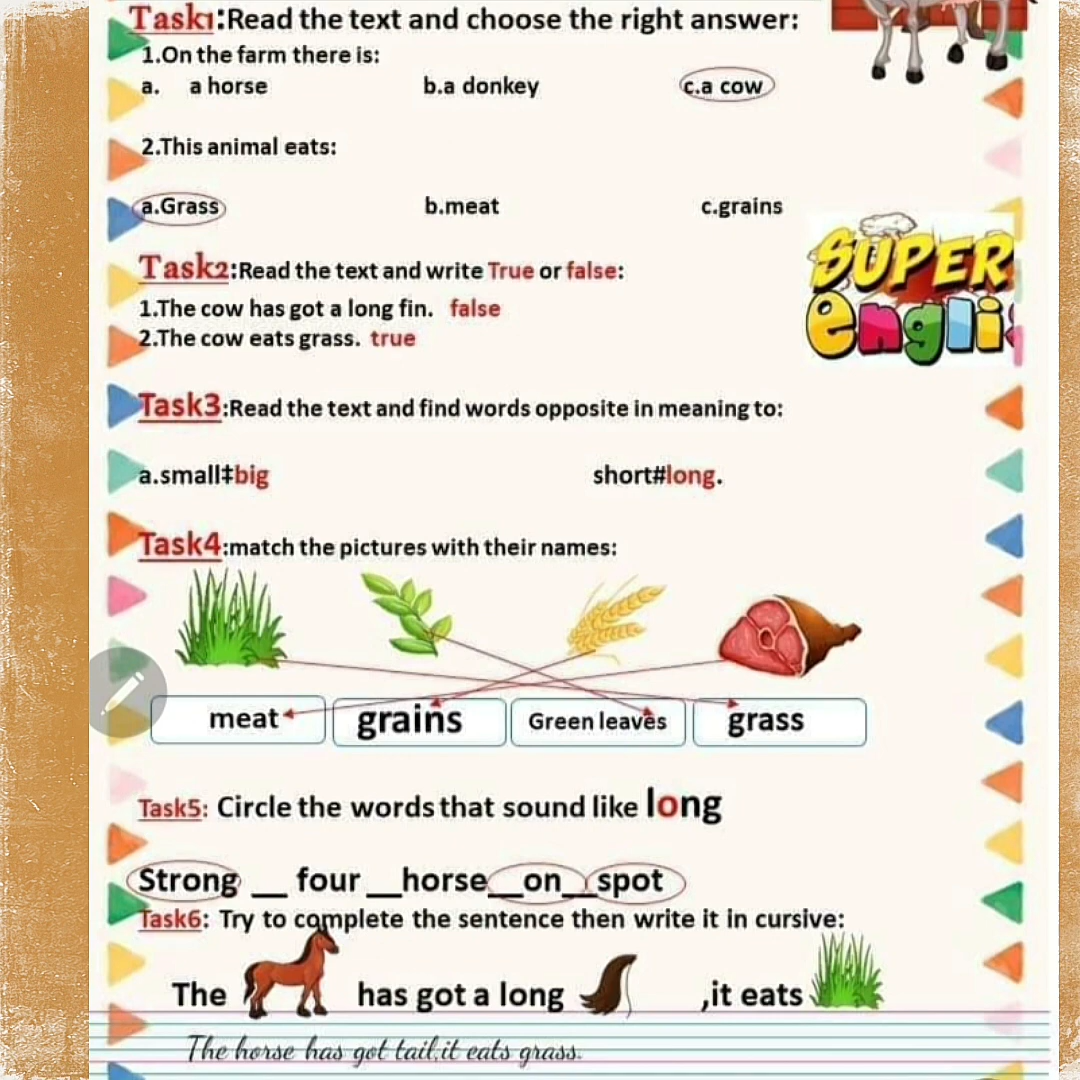 Task1:Read the text and choose the right answer:
1.On the farm there is:
a. a horse b.a donkey c.a cow
2.This animal eats:
a.Grass b.meat c.grains
SUPER
Task2:Read the text and write True or false:
1.The cow has got a long fin. false
2.The cow eats grass. true
Engli
Task3:Read the text and find words opposite in meaning to:
a.small‡big short#long.
Task4:match the pictures with their names:
meat grains Green leaves grass
Task5: Circle the words that sound like long
Strong __ four __horse__on__spot
Task6: Try to complete the sentence then write it in cursive:
The has got a long ,it eats
The horse has got tail,it eats grass.